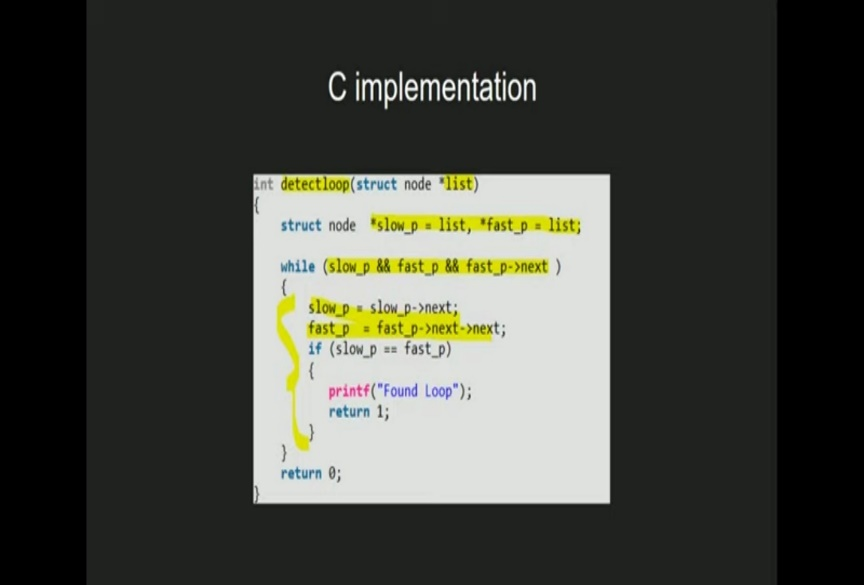 C implementation
int detectloop(struct node *list)
{
struct node *slow_p = list, *fast_p = list;
while (slow_p && fast_p && fast_p->next )
{
slow_p = slow_p->next;
fast_p = fast_p->next->next;
if (slow_p == fast_p)
{
printf("Found Loop");
return 1;
}
}
return 0;
}